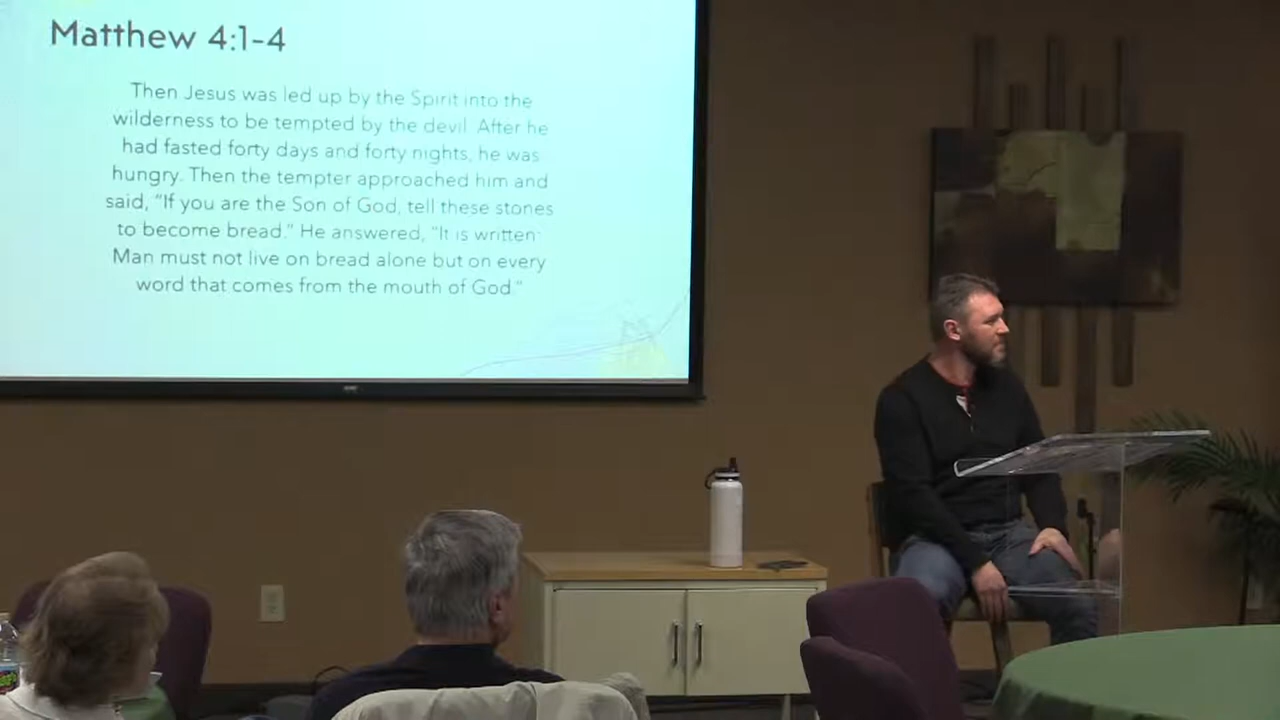 Matthew 4:1-4
Then Jesus was led up by the Spirit into the
wilderness to be tempted by the devil. After he
had fasted forty days and forty nights, he was
hungry. Then the tempter approached him and
said, "If you are the Son of God, tell these stones
to become bread." He answered, "It is written:
Man must not live on bread alone but on every
word that comes from the mouth of God."